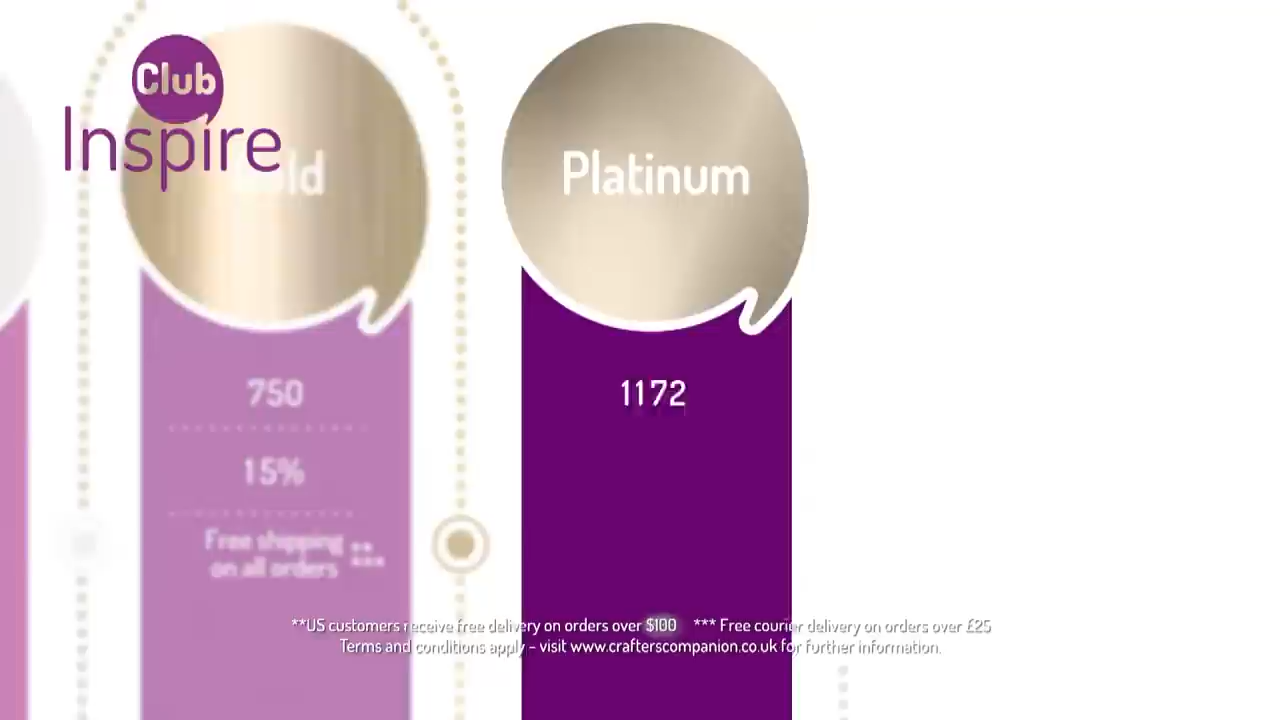 Club
Inspire
Platinum
750
1172
15%
Free shipping **
on all orders ***
**US customers receive free delivery on orders over $100 *** Free courier delivery on orders over £25
Terms and conditions apply - visit www.crafterscompanion.co.uk for further information.